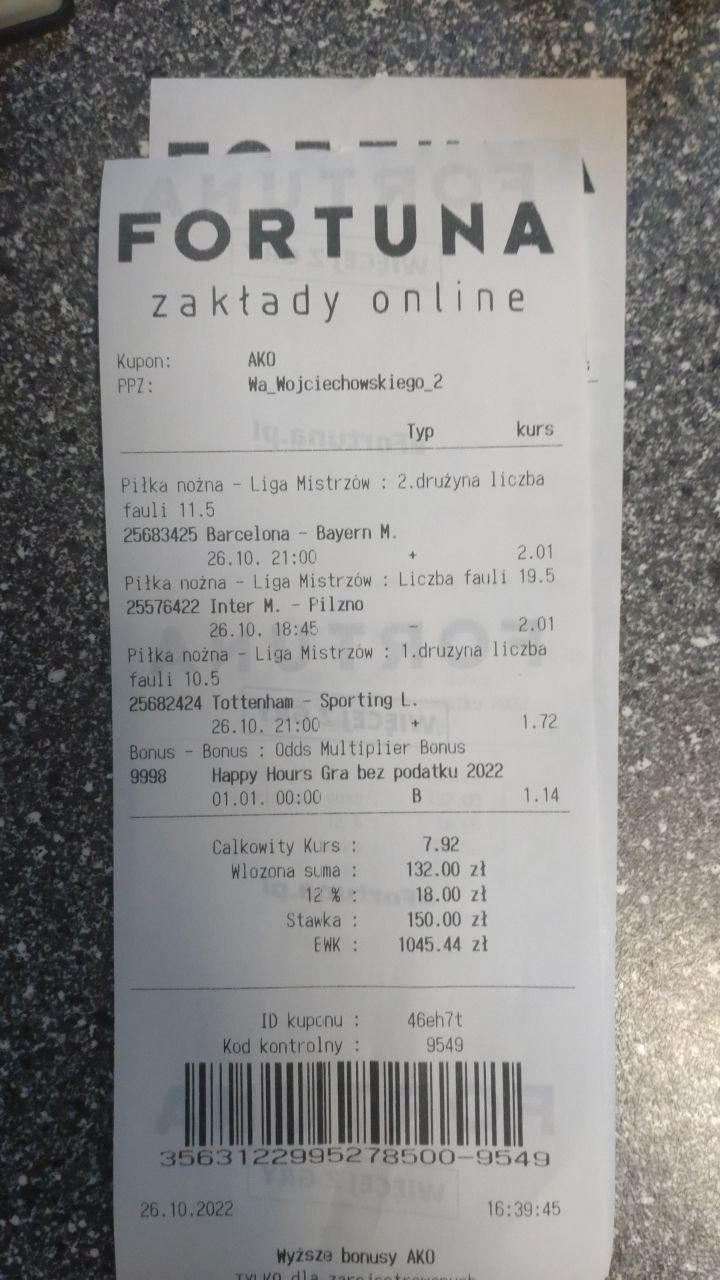 FORTUNA
zakłady online
Kupon: AKO
PPZ: Wa_Wojciechowskiego_2
Typ kurs
Piłka nożna - Liga Mistrzów : 2.drużyna liczba
fauli 11.5
25683425 Barcelona - Bayern M.
26.10. 21:00 + 2.01
Piłka nożna - Liga Mistrzów : Liczba fauli 19.5
25576422 Inter M. - Pilzno
26.10. 18:45 - 2.01
Piłka nożna - Liga Mistrzów : 1.druzyna liczba
fauli 10.5
25682424 Tottenham - Sporting L.
26.10. 21:00 + 1.72
Bonus - Bonus : Odds Multiplier Bonus
9998 Happy Hours Gra bez podatku 2022
01.01. 00:00 B 1.14
Calkowity Kurs : 7.92
Wlozona suma : 132.00 zł
12 % : 18.00 zł
Stawka : 150.00 zł
EWK : 1045.44 zł
ID kuponu : 46eh7t
Kod kontrolny : 9549
3563122995278500-9549
26.10.2022 16:39:45
Wyższe bonusy AKO
TYLKO dla zarejestrowanych